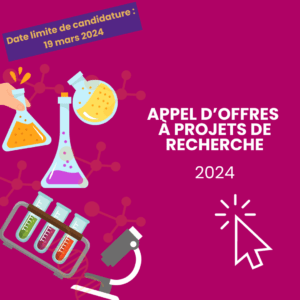 Date limite de candidature :
19 mars 2024
APPEL D'OFFRES
À PROJETS DE
RECHERCHE
2024